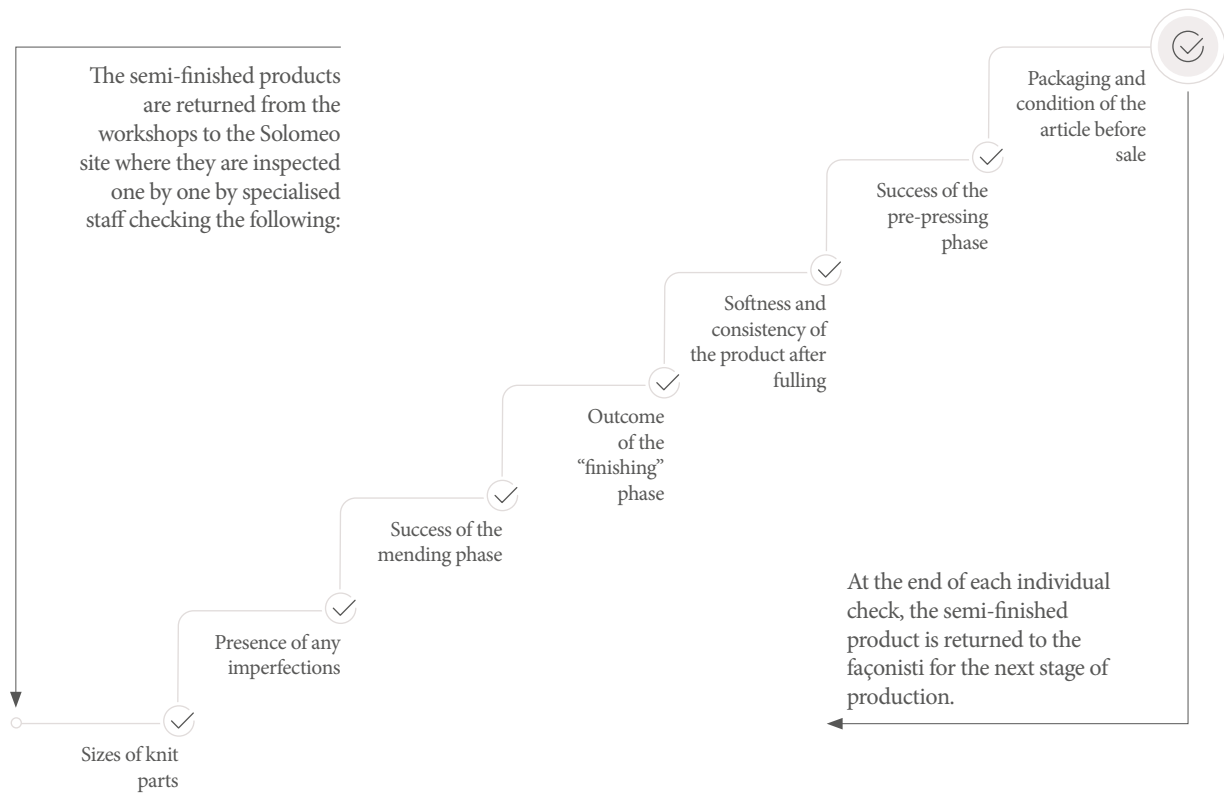 The semi-finished products
are returned from the
workshops to the Solomeo
site where they are inspected
one by one by specialised
staff checking the following:
Sizes of knit
parts
Presence of any
imperfections
Success of the
mending phase
Outcome
of the
“finishing”
phase
Softness and
consistency of
the product after
fulling
Success of the
pre-pressing
phase
Packaging and
condition of the
article before
sale
At the end of each individual
check, the semi-finished
product is returned to the
façonisti for the next stage of
production.